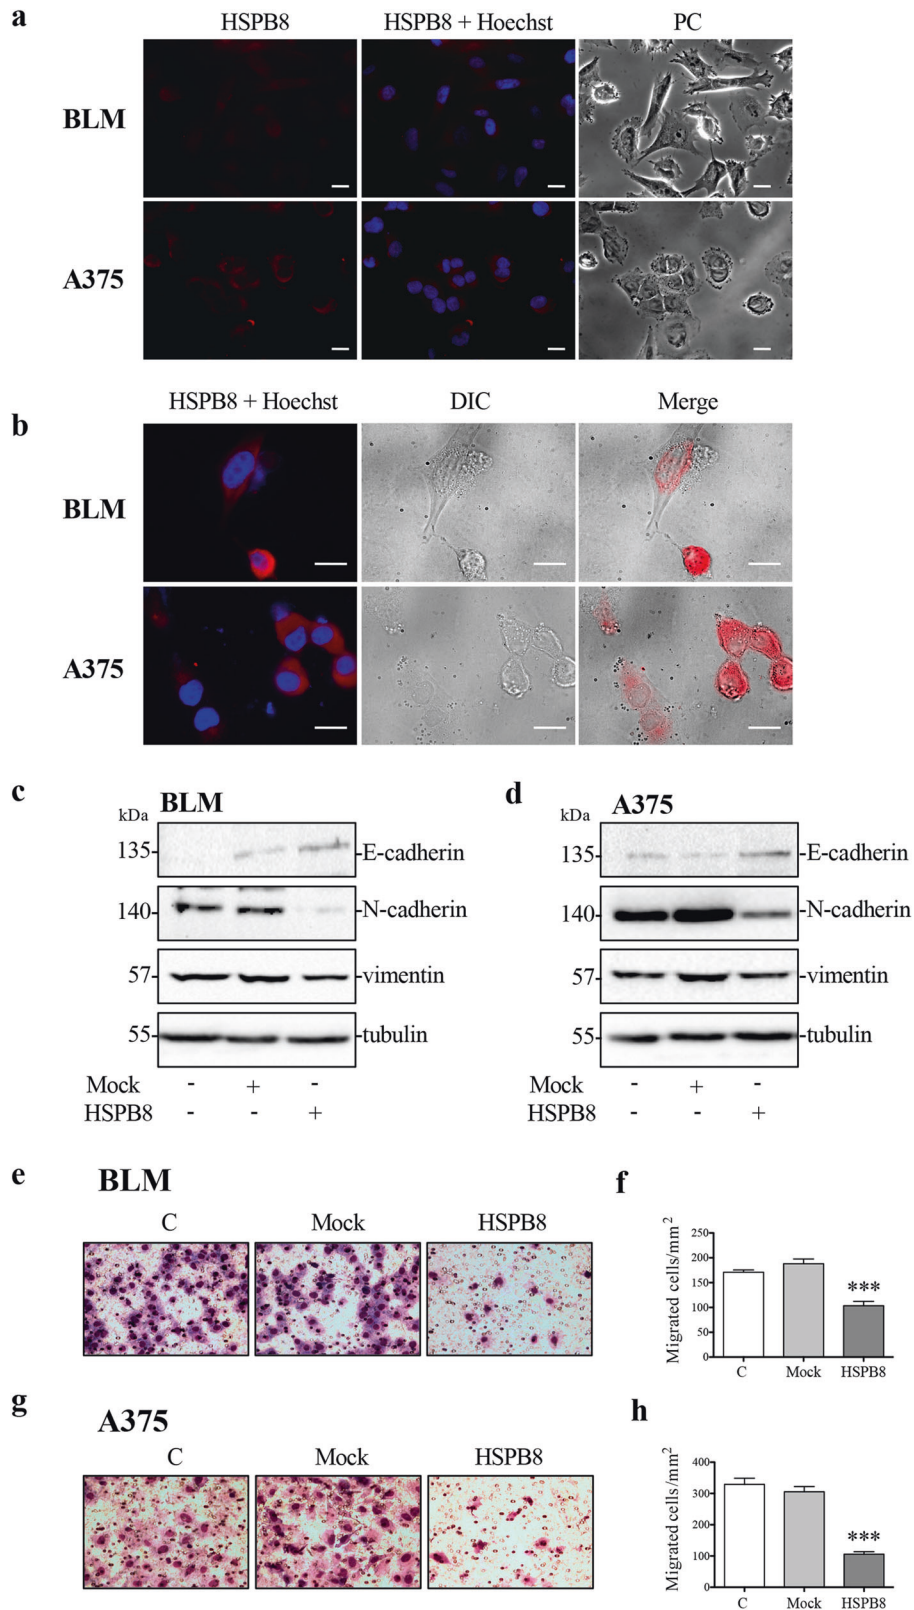 a
HSPB8 HSPB8 + Hoechst PC
BLM
A375
b
HSPB8 + Hoechst DIC Merge
BLM
A375
c BLM
kDa
135 E-cadherin
140 N-cadherin
57 vimentin
55 tubulin
Mock - + -
HSPB8 - - +
d A375
kDa
135 E-cadherin
140 N-cadherin
57 vimentin
55 tubulin
- + -
- - +
e BLM
C Mock HSPB8
f
Migrated cells/mm²
250
200
150
100
50
0
***
C Mock HSPB8
g A375
C Mock HSPB8
h
Migrated cells/mm²
400
300
200
100
0
***
C Mock HSPB8